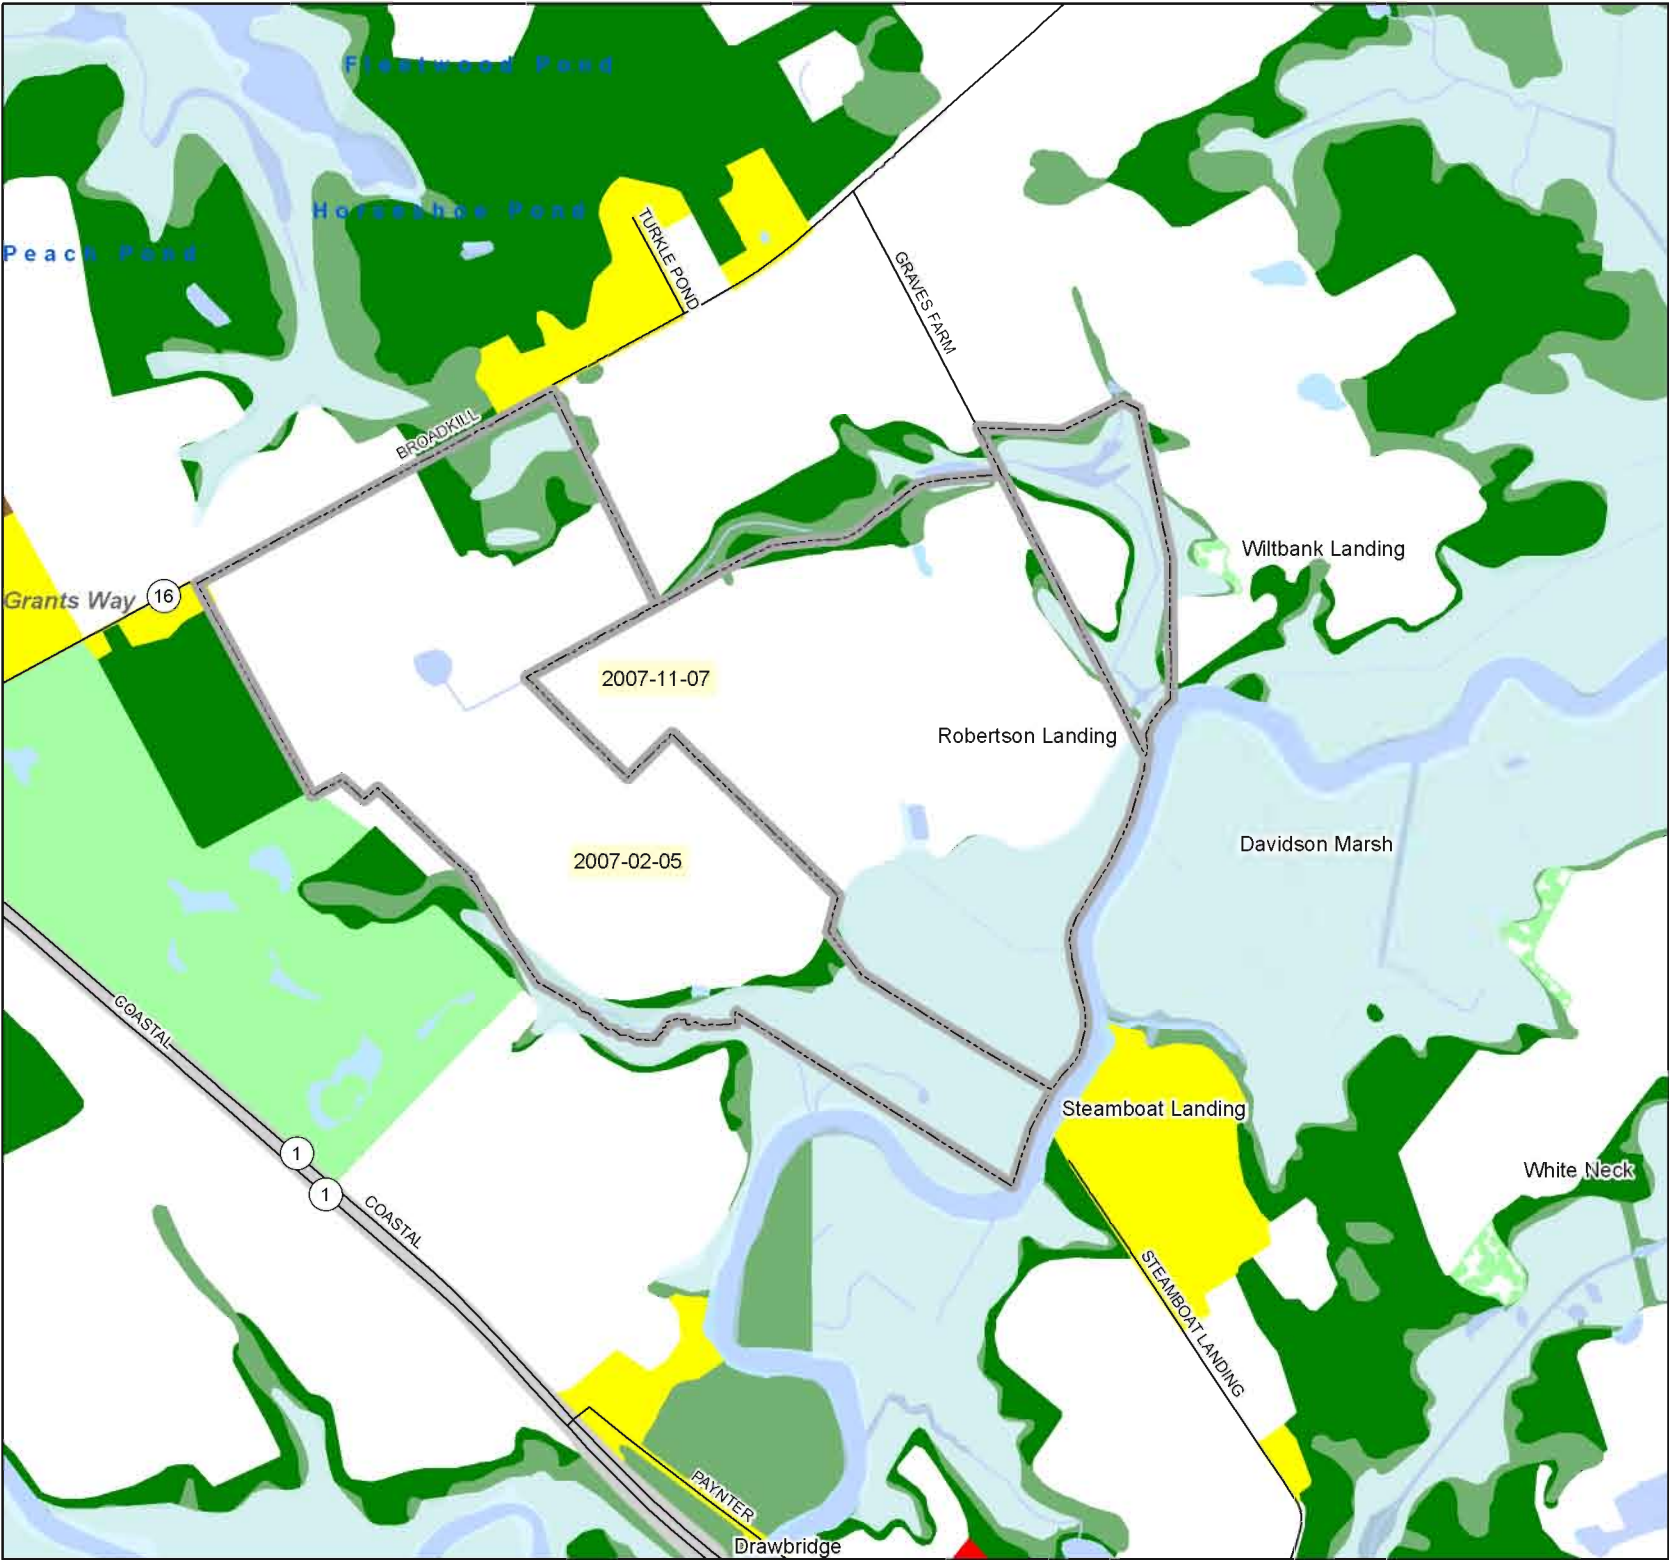 Fleetwood Pond
Horseshoe Pond
TURKLE POND
Peach Pond
GRAVES FARM
BROADKILL
Wiltbank Landing
16
Grants Way
2007-11-07
Robertson Landing
Davidson Marsh
2007-02-05
COASTAL
Steamboat Landing
1
White Neck
1
COASTAL
STEAMBOAT LANDING
PAYNTER
Drawbridge